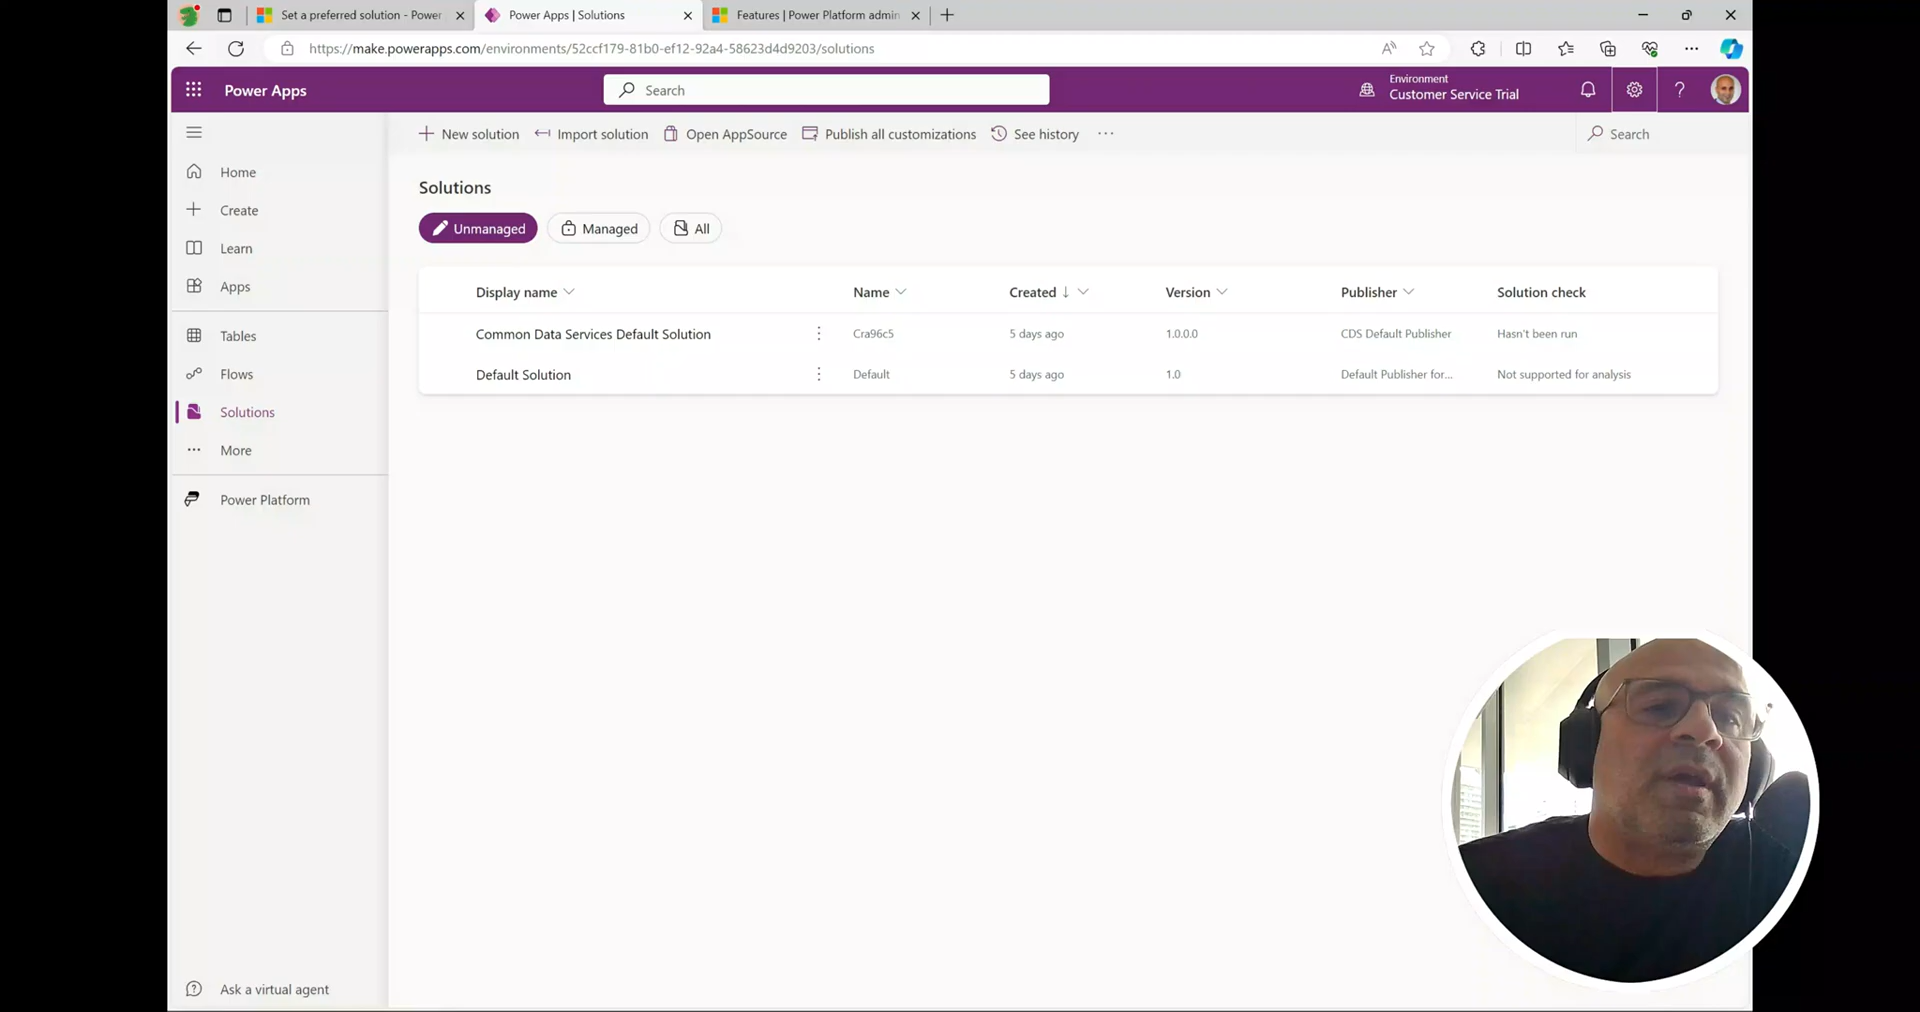 Set a preferred solution - Power
Power Apps | Solutions
Features | Power Platform admin
https://make.powerapps.com/environments/52ccf179-81b0-ef12-92a4-58623d4d9203/solutions
Power Apps
Search
Environment
Customer Service Trial
New solution
Import solution
Open AppSource
Publish all customizations
See history
Search
Home
Create
Learn
Apps
Tables
Flows
Solutions
More
Power Platform
Ask a virtual agent
Solutions
Unmanaged
Managed
All
Display name Name Created Version Publisher Solution check
Common Data Services Default Solution Cra96c5 5 days ago 1.0.0.0 CDS Default Publisher Hasn't been run
Default Solution Default 5 days ago 1.0 Default Publisher for... Not supported for analysis